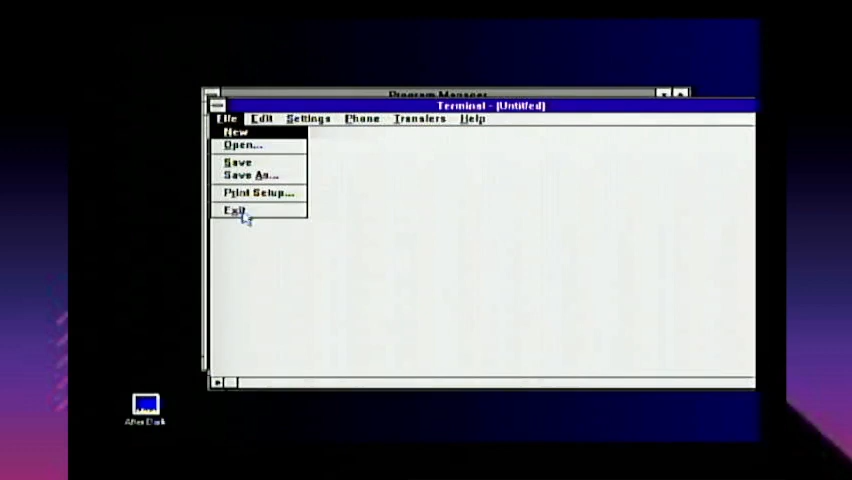 Program Manager
Terminal - (Untitled)
File Edit Settings Phone Transfers Help
New
Open...
Save
Save As...
Print Setup...
Exit
After Dark